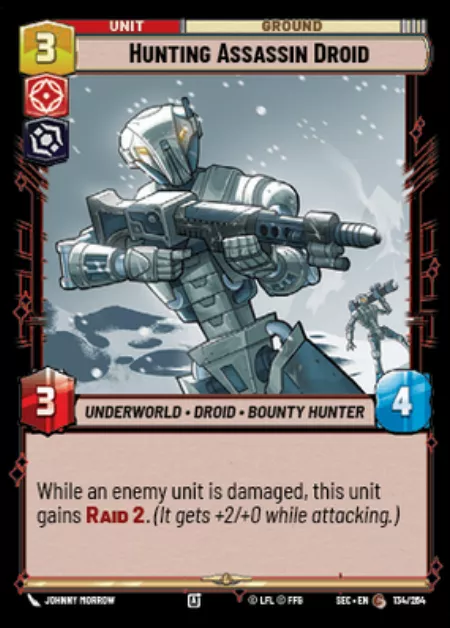 UNIT
GROUND
3
HUNTING ASSASSIN DROID
3
UNDERWORLD • DROID • BOUNTY HUNTER
4
While an enemy unit is damaged, this unit
gains RAID 2. (It gets +2/+0 while attacking.)
JOHNNY MORROW
© LFL © FFG
SEC • EN C 134/264